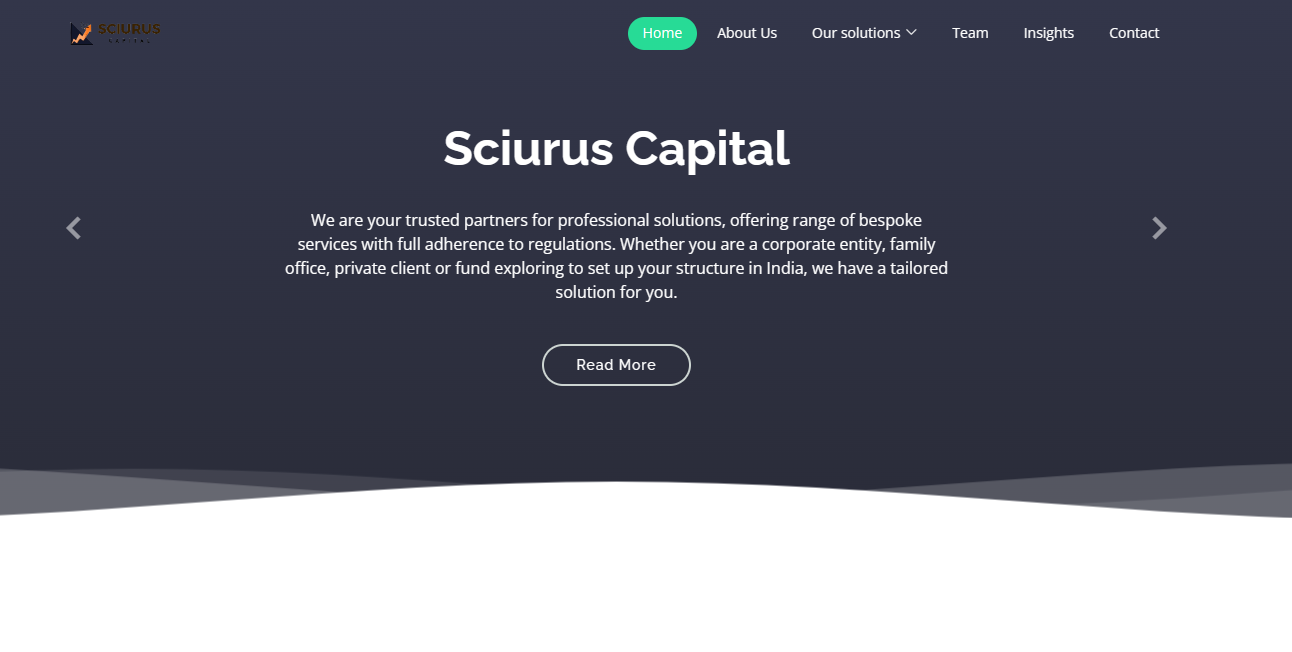 SCIURUS
CAPITAL
Home About Us Our solutions Team Insights Contact
Sciurus Capital
We are your trusted partners for professional solutions, offering range of bespoke
services with full adherence to regulations. Whether you are a corporate entity, family
office, private client or fund exploring to set up your structure in India, we have a tailored
solution for you.
Read More